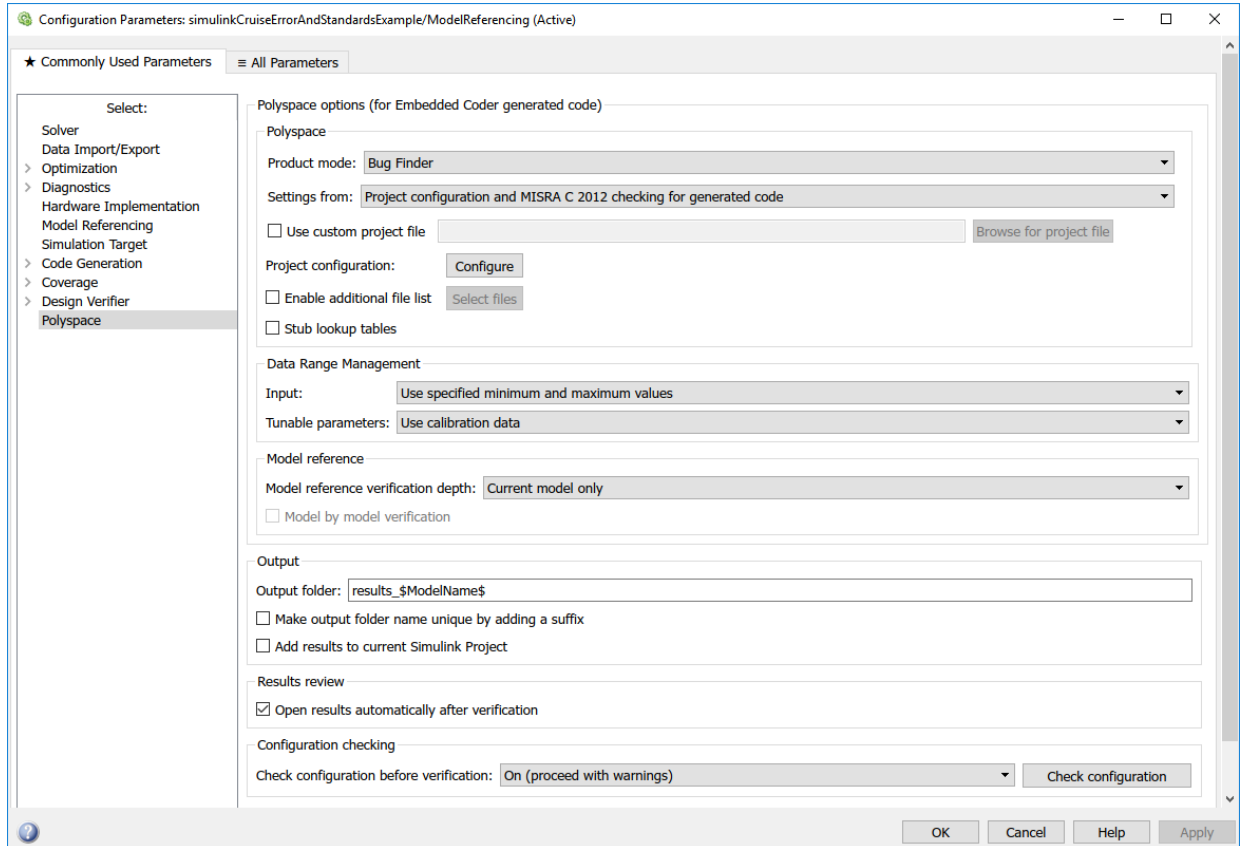 Configuration Parameters: simulinkCruiseErrorAndStandardsExample/ModelReferencing (Active)
★ Commonly Used Parameters
≡ All Parameters
Select:
Solver
Data Import/Export
Optimization
Diagnostics
Hardware Implementation
Model Referencing
Simulation Target
Code Generation
Coverage
Design Verifier
Polyspace
Polyspace options (for Embedded Coder generated code)
Polyspace
Product mode: Bug Finder
Settings from: Project configuration and MISRA C 2012 checking for generated code
Use custom project file Browse for project file
Project configuration: Configure
Enable additional file list Select files
Stub lookup tables
Data Range Management
Input: Use specified minimum and maximum values
Tunable parameters: Use calibration data
Model reference
Model reference verification depth: Current model only
Model by model verification
Output
Output folder: results_$ModelName$
Make output folder name unique by adding a suffix
Add results to current Simulink Project
Results review
Open results automatically after verification
Configuration checking
Check configuration before verification: On (proceed with warnings) Check configuration
OK Cancel Help Apply